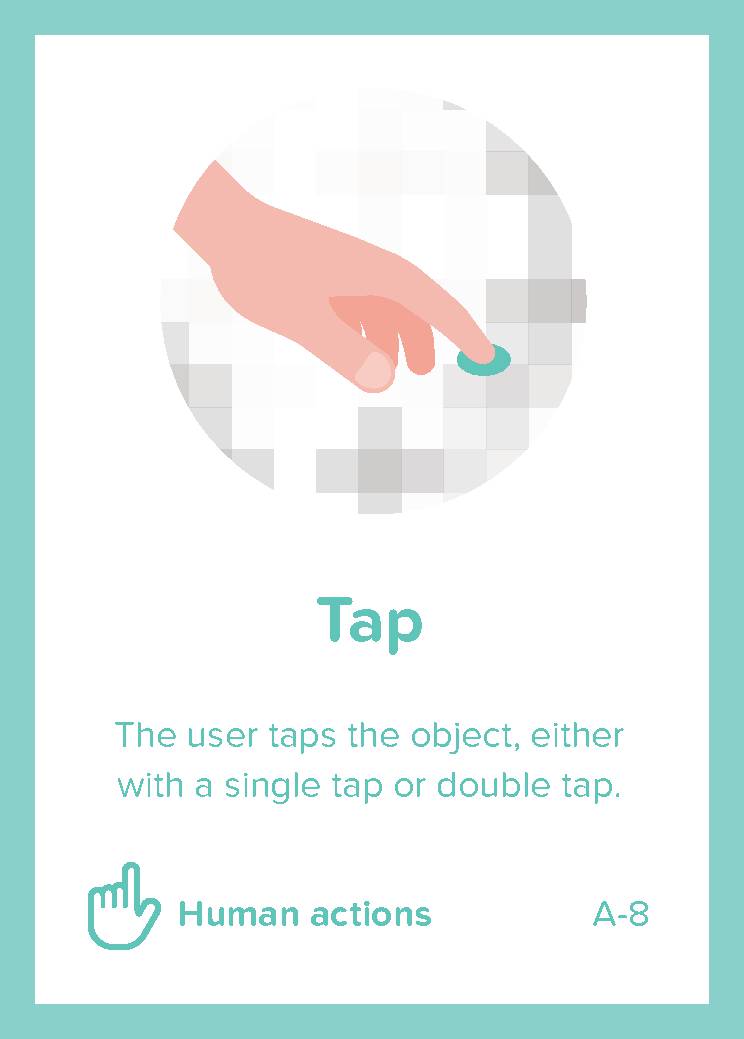 Tap
The user taps the object, either
with a single tap or double tap.
Human actions A-8